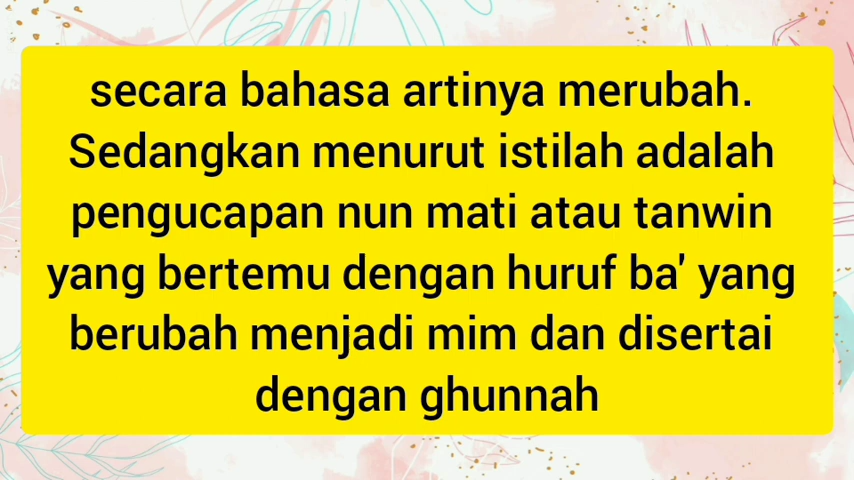 secara bahasa artinya merubah.
Sedangkan menurut istilah adalah
pengucapan nun mati atau tanwin
yang bertemu dengan huruf ba' yang
berubah menjadi mim dan disertai
dengan ghunnah